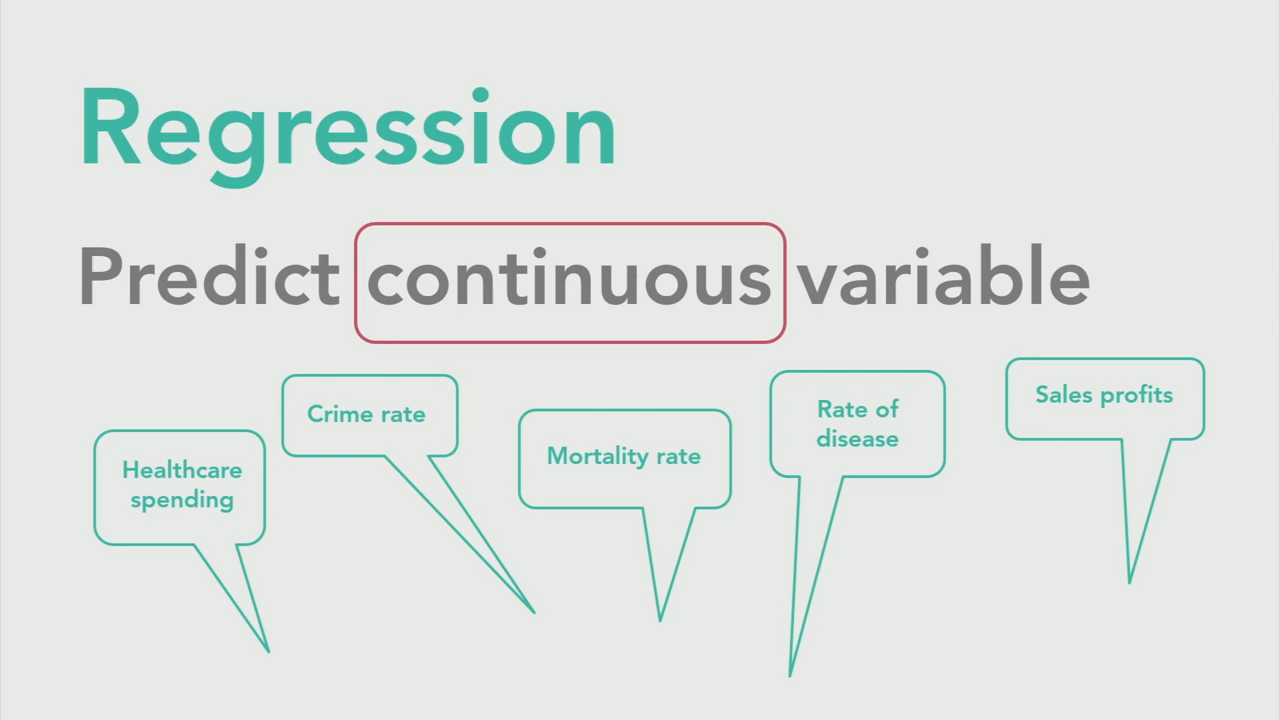 Regression
Predict continuous variable
Healthcare
spending
Crime rate
Mortality rate
Rate of
disease
Sales profits